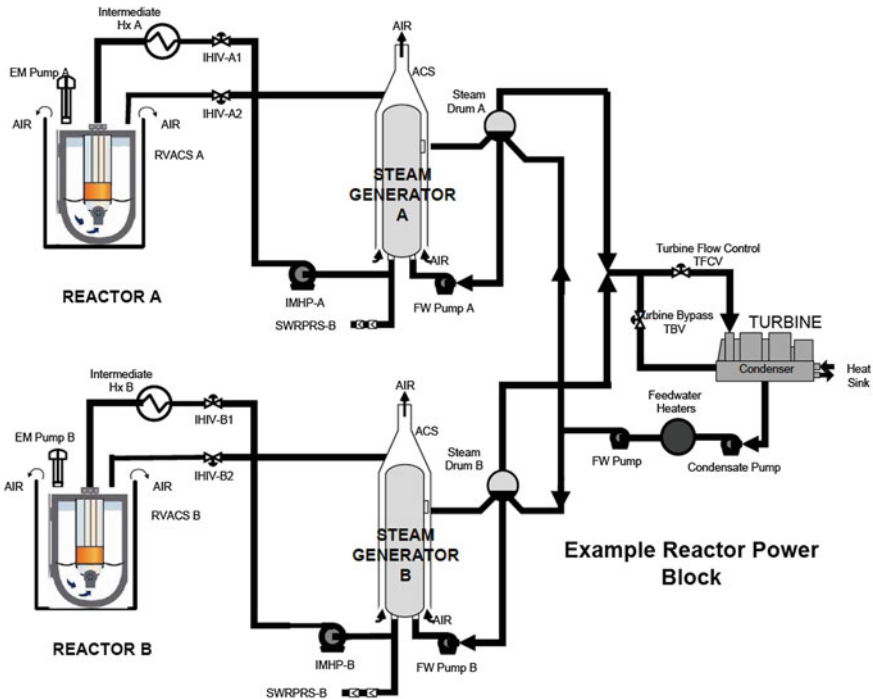 Intermediate
Hx A
AIR
IHIV-A1
ACS
EM Pump A
Steam
Drum A
IHIV-A2
AIR
AIR
RVACS A
STEAM
GENERATOR
A
Turbine Flow Control
TFCV
AIR
REACTOR A
IMHP-A
FW Pump A
Turbine Bypass
TBV
TURBINE
SWRPRS-B
Condenser
Heat
Sink
Intermediate
Hx B
AIR
Feedwater
Heaters
IHIV-B1
ACS
EM Pump B
Steam
Drum B
FW Pump
Condensate Pump
IHIV-B2
AIR
AIR
RVACS B
STEAM
GENERATOR
B
Example Reactor Power
Block
AIR
REACTOR B
IMHP-B
FW Pump B
SWRPRS-B